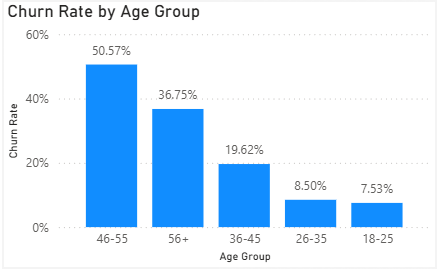 Churn Rate by Age Group
60%
50.57%
36.75%
40%
Churn Rate
19.62%
20%
8.50%
7.53%
0%
46-55 56+ 36-45 26-35 18-25
Age Group